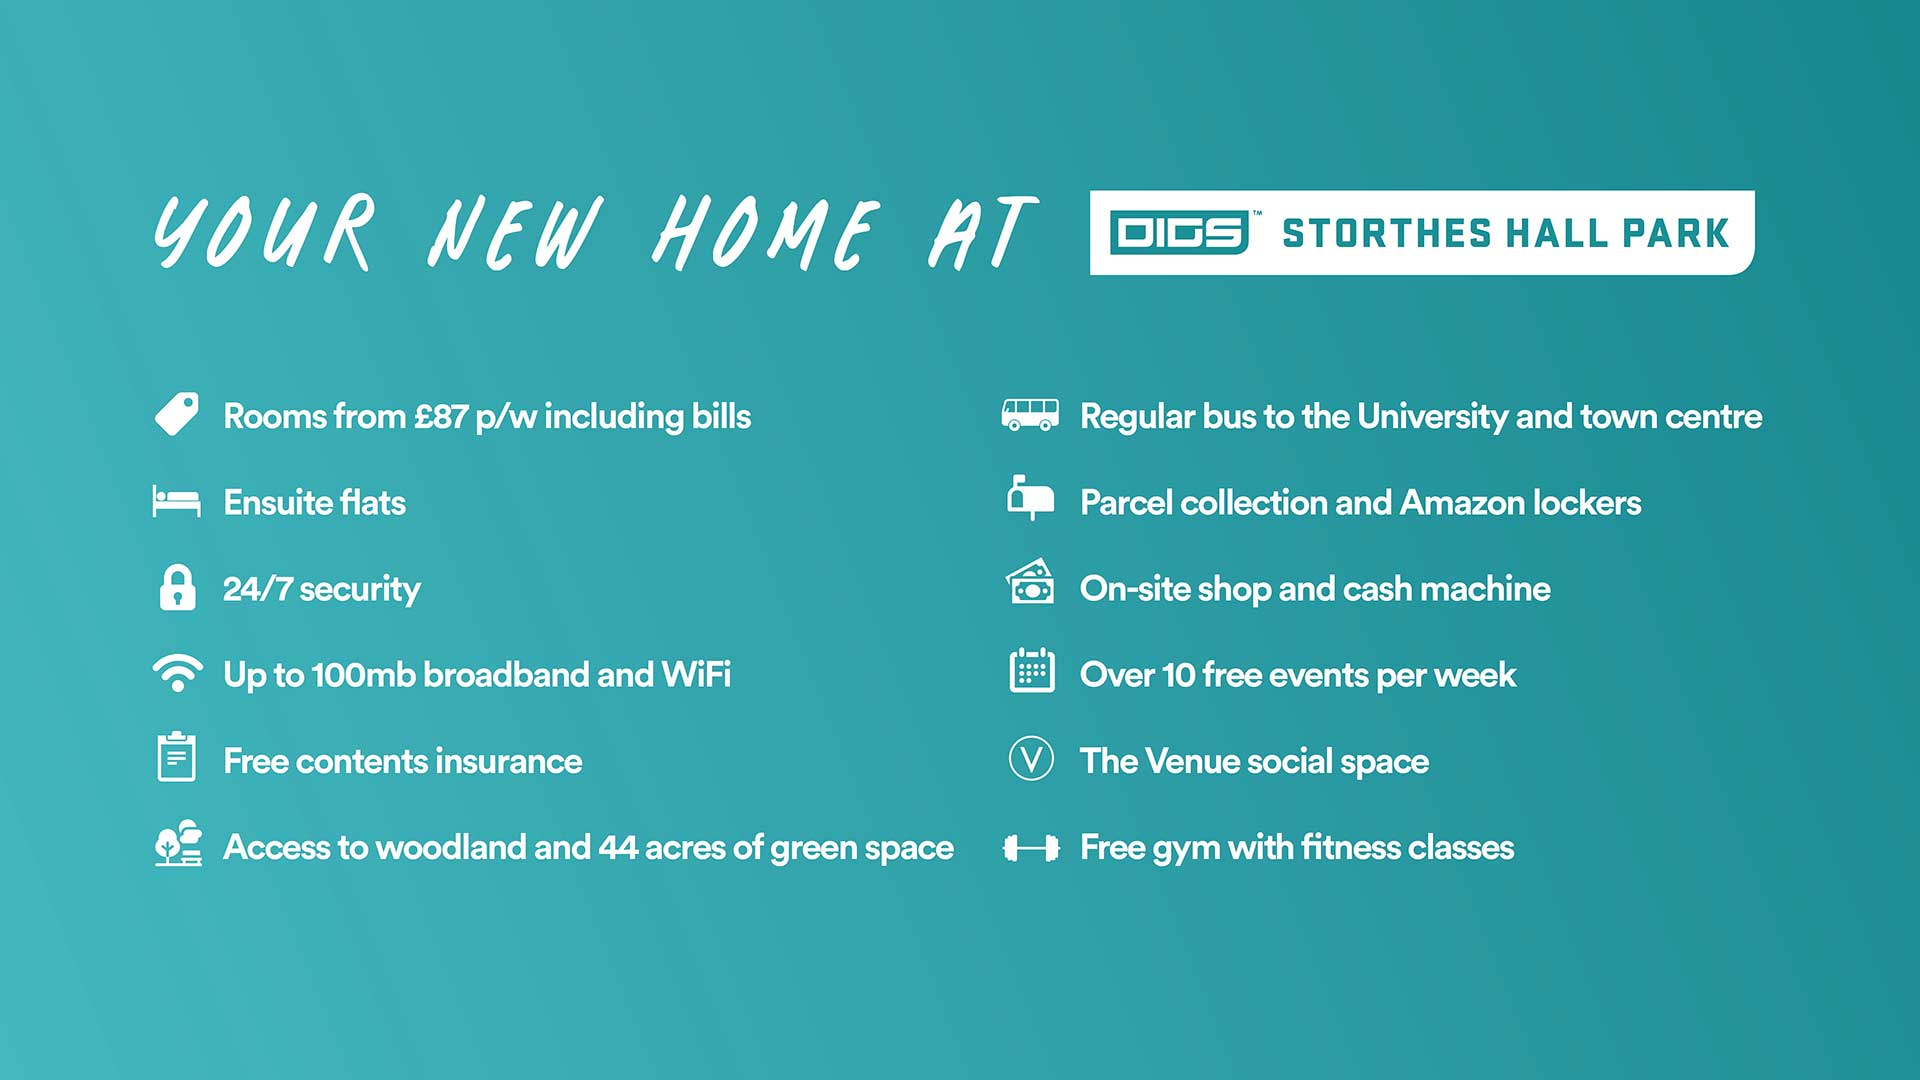 YOUR NEW HOME AT DIGS™ STORTHES HALL PARK
Rooms from £87 p/w including bills
Ensuite flats
24/7 security
Up to 100mb broadband and WiFi
Free contents insurance
Access to woodland and 44 acres of green space
Regular bus to the University and town centre
Parcel collection and Amazon lockers
On-site shop and cash machine
Over 10 free events per week
V The Venue social space
Free gym with fitness classes